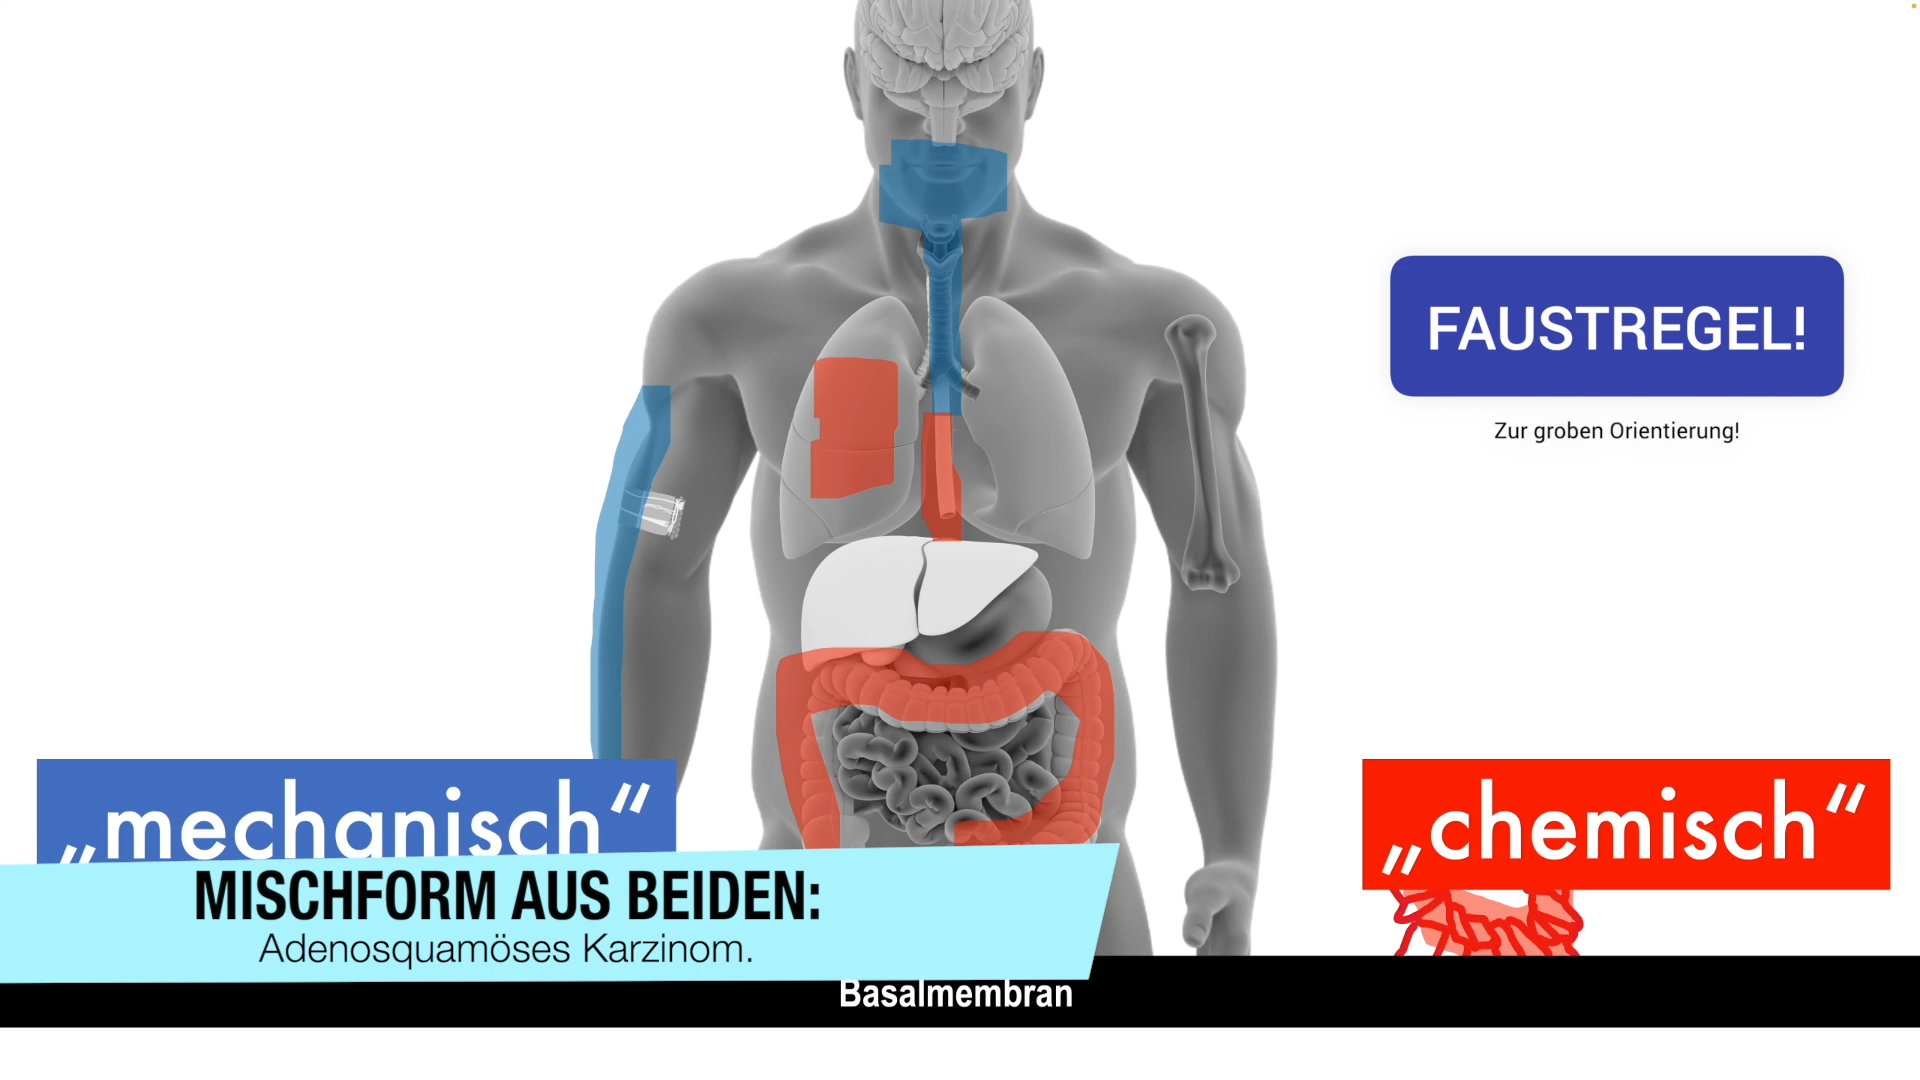 FAUSTREGEL!
Zur groben Orientierung!
„mechanisch“
„chemisch“
MISCHFORM AUS BEIDEN:
Adenosquamöses Karzinom.
Basalmembran